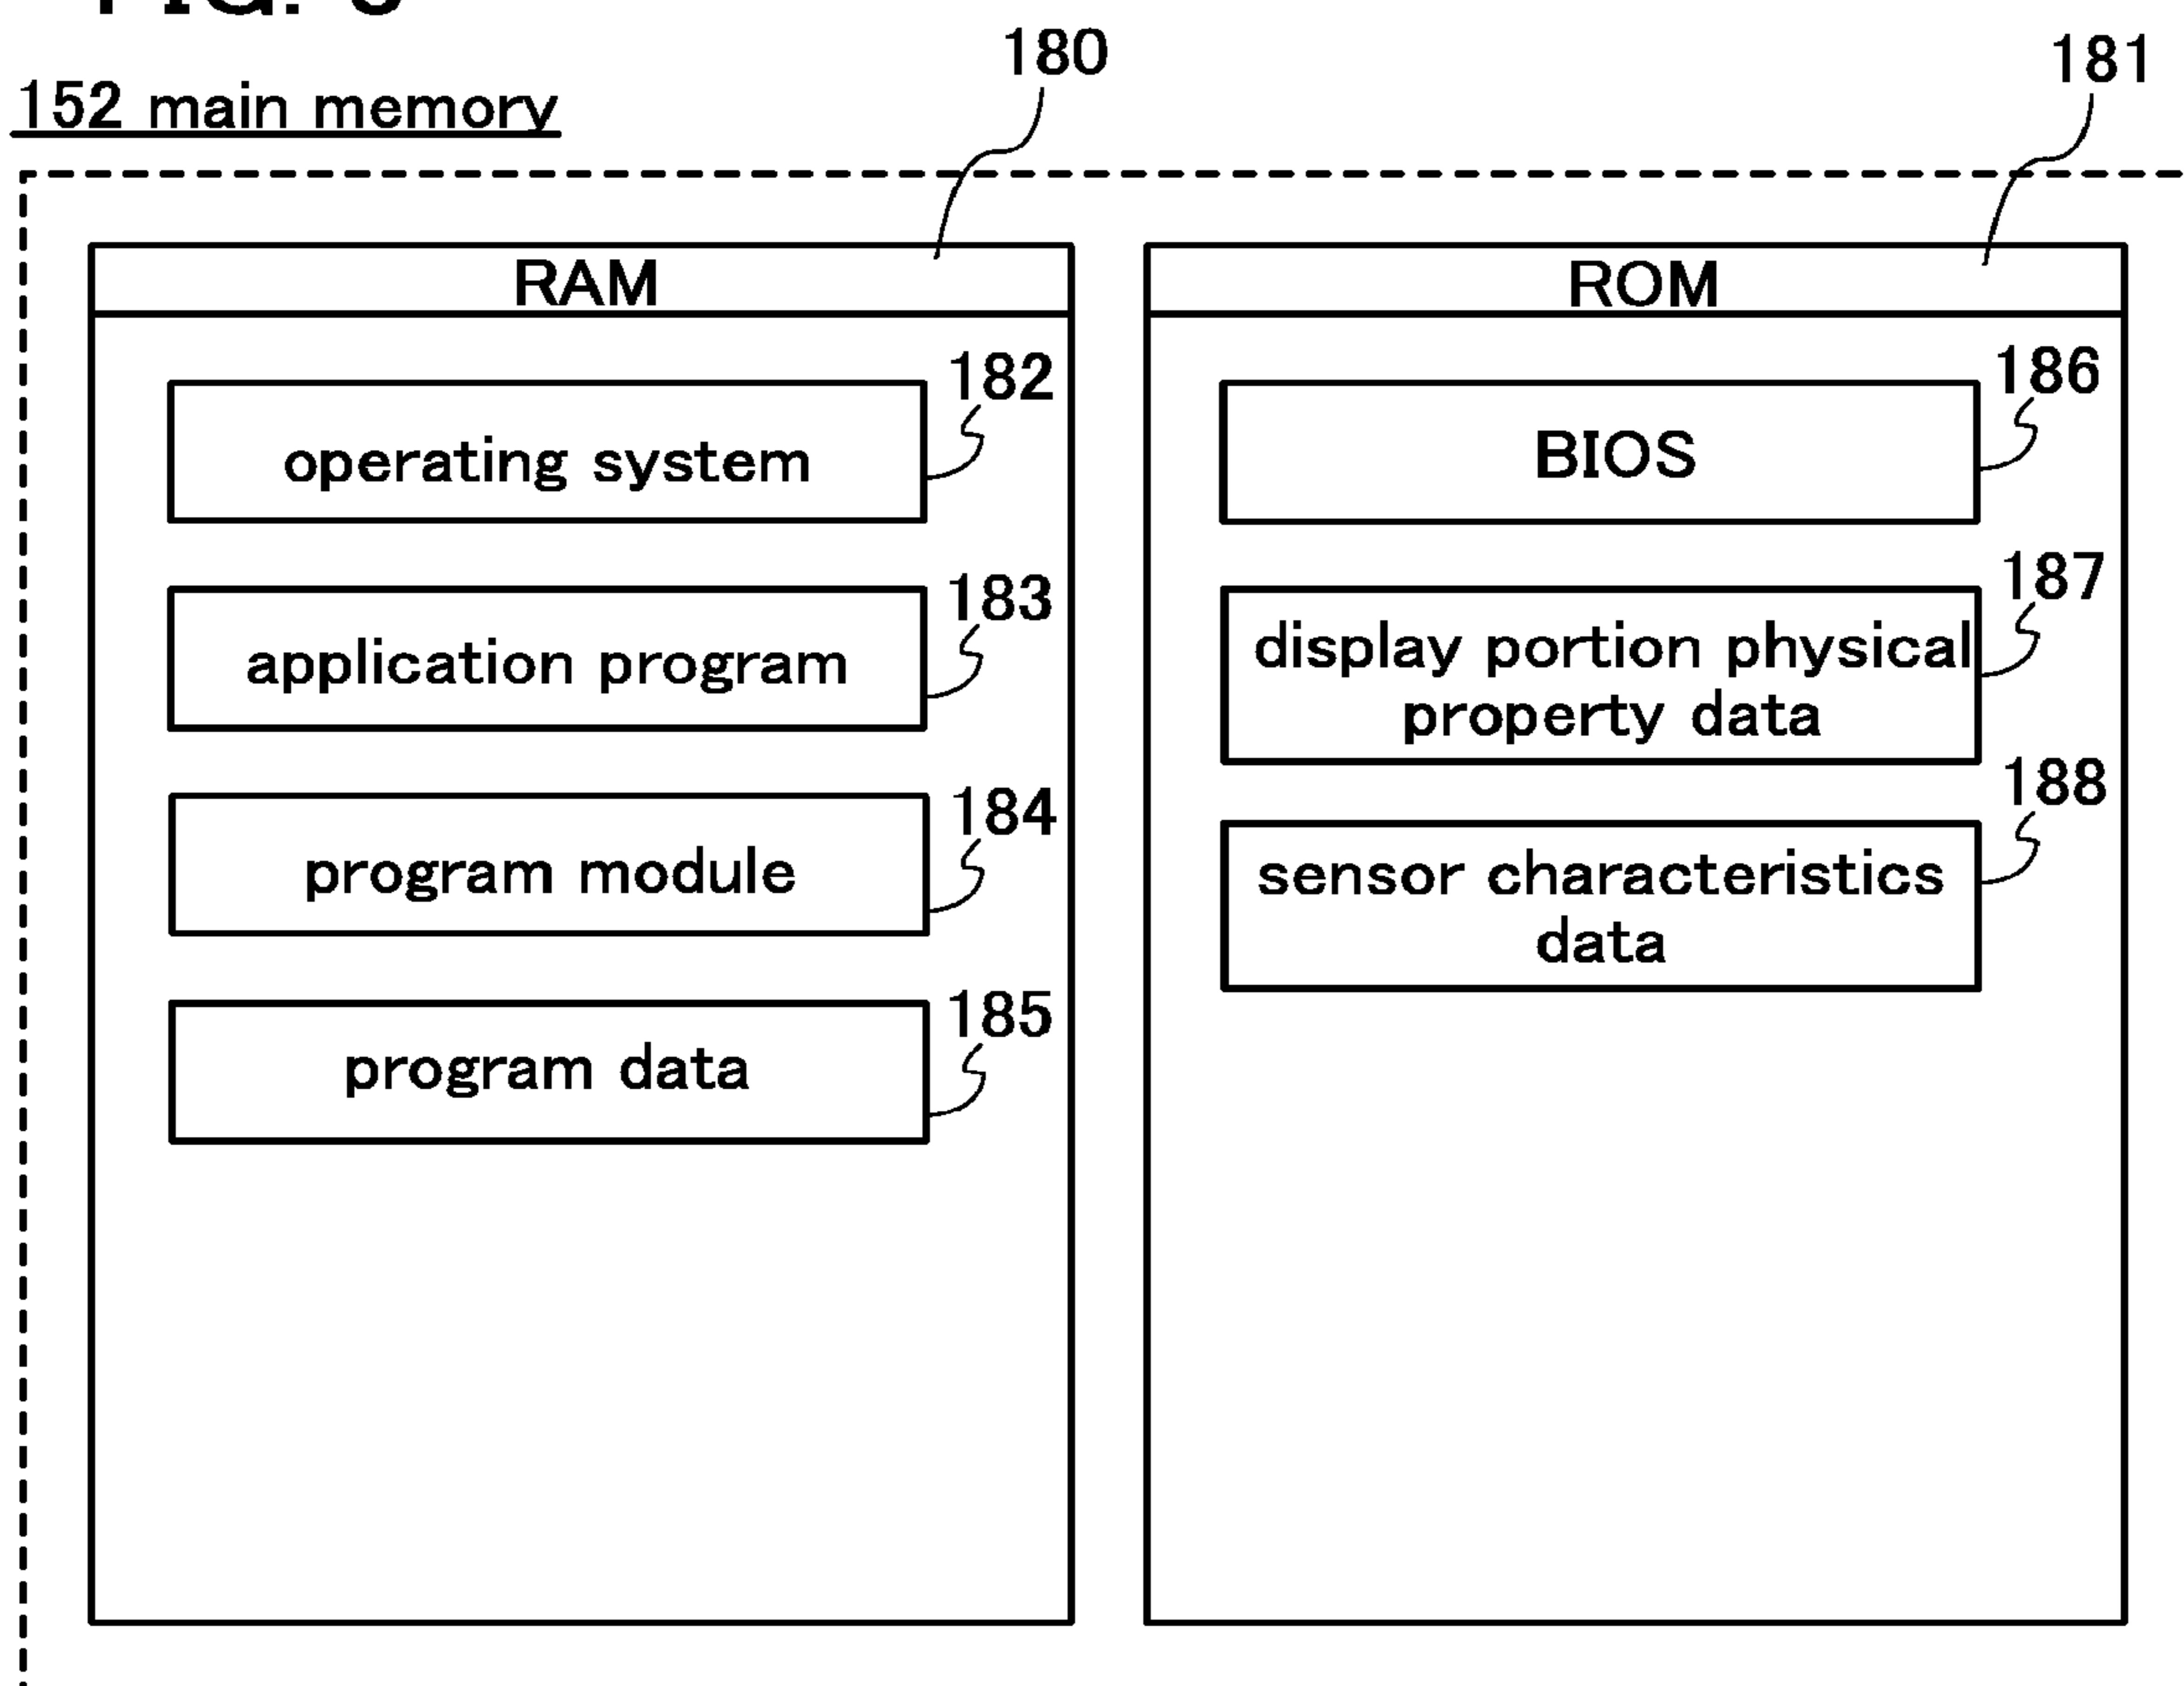 FIG.
152 main memory
180
181
RAM
182
operating system
183
application program
184
program module
185
program data
ROM
186
BIOS
187
display portion physical
property data
188
sensor characteristics
data